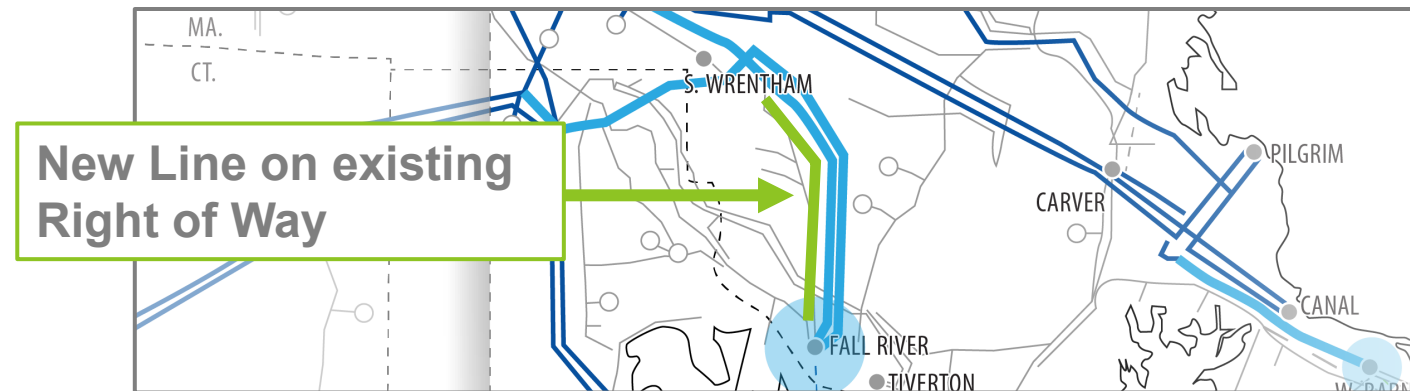 MA.
CT.
S. WRENTHAM
New Line on existing
Right of Way
PILGRIM
CARVER
CANAL
FALL RIVER
TIVERTON